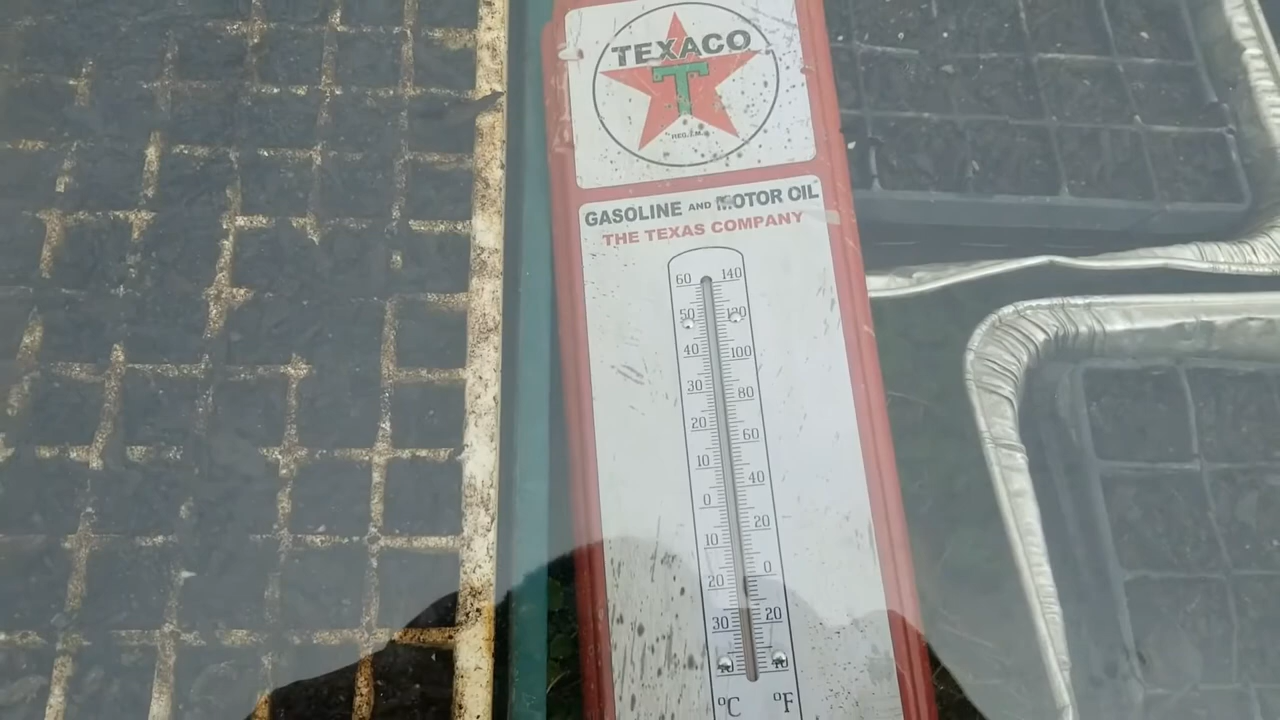 TEXACO
T
REG. T.M.
GASOLINE AND MOTOR OIL
THE TEXAS COMPANY
60 140
50 120
40 100
30 80
20 60
10 40
0 20
10 0
20 20
30 40
40
°C °F